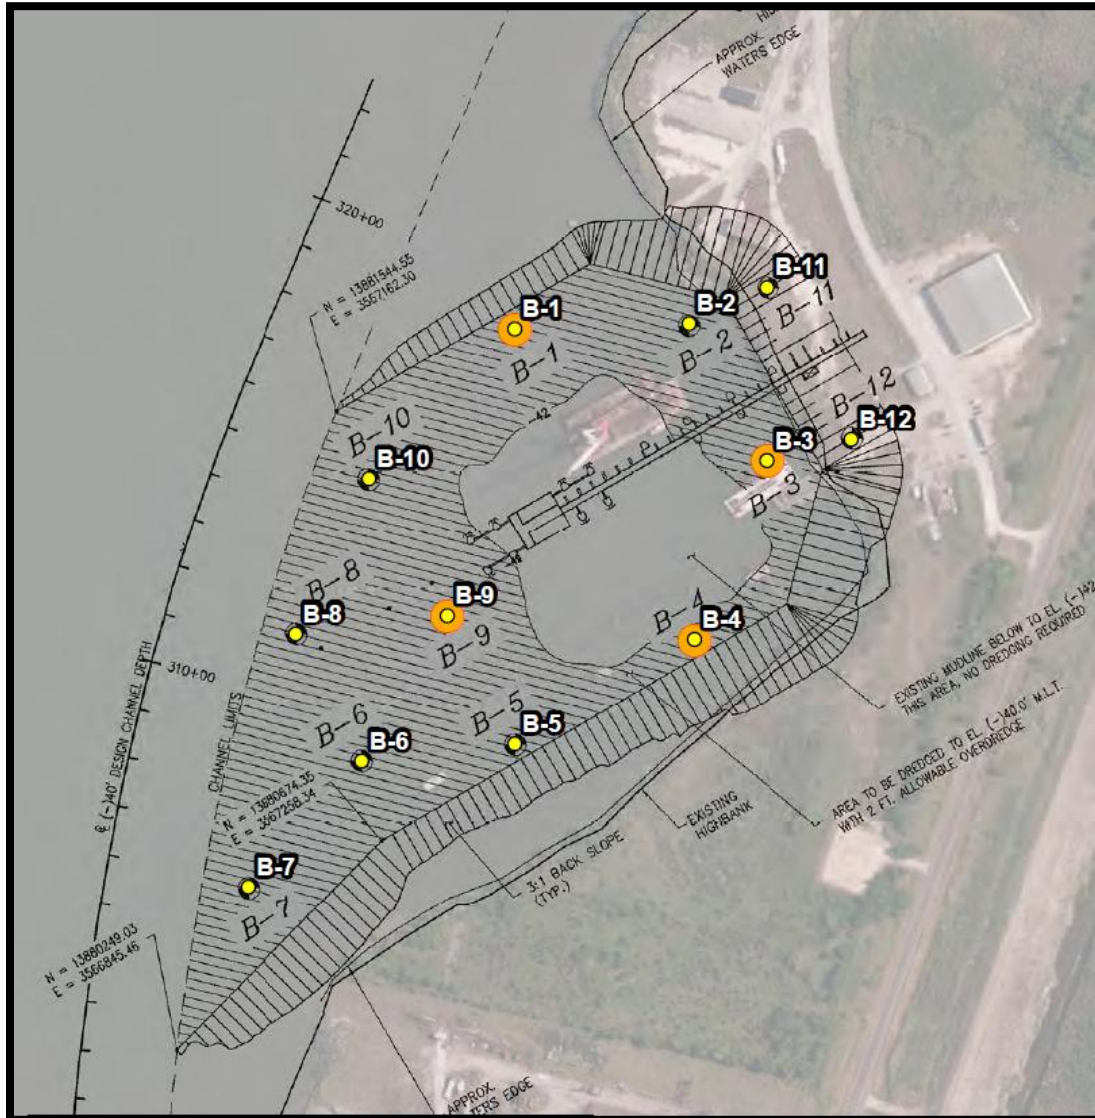 HIG
APPROX.
WATERS EDGE
320+00
N = 13881544.55
E = 3567162.30
B-11
B-11
B-1
B-1
B-2
B-2
-42
B-12
B-12
B-10
B-10
B-3
B-3
B-8
B-8
B-9
B-9
B-4
B-4
310+00
℄ (-)40' DESIGN CHANNEL DEPTH
CHANNEL LIMITS
EXISTING MUDLINE BELOW TO EL. (-)42
THIS AREA, NO DREDGING REQUIRED
B-5
B-5
B-6
B-6
AREA TO BE DREDGED TO EL. (-)40.0' M.L.T.
WITH 2 FT. ALLOWABLE OVERDREDGE
EXISTING
HIGHBANK
N = 13880674.35
E = 3567258.34
3:1 BACK SLOPE
(TYP.)
B-7
B-7
N = 13880249.03
E = 3566845.46
APPROX.
TERS EDGE